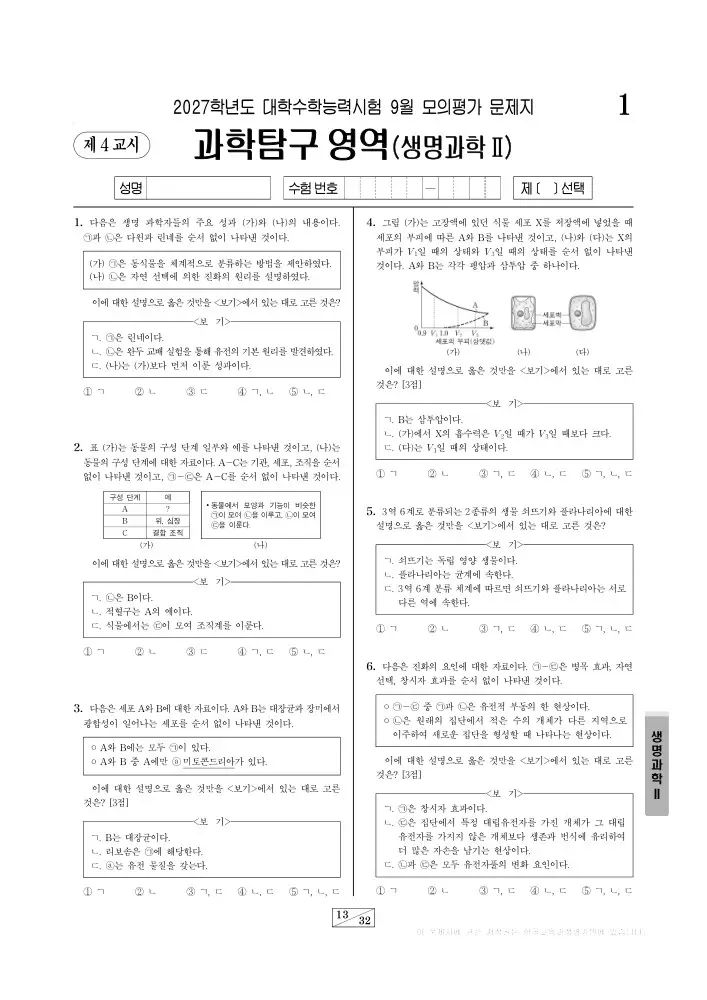 2027학년도 대학수학능력시험 9월 모의평가 문제지
1
제 4 교시
과학탐구 영역(생명과학 Ⅱ)
성명
수험 번호
—
제 [ ] 선택
1. 다음은 생명 과학자들의 주요 성과 (가)와 (나)의 내용이다.
㉠과 ㉡은 다윈과 린네를 순서 없이 나타낸 것이다.
(가) ㉠은 동식물을 체계적으로 분류하는 방법을 제안하였다.
(나) ㉡은 자연 선택에 의한 진화의 원리를 설명하였다.
이에 대한 설명으로 옳은 것만을 <보기>에서 있는 대로 고른 것은?
<보 기>
ㄱ. ㉠은 린네이다.
ㄴ. ㉡은 완두 교배 실험을 통해 유전의 기본 원리를 발견하였다.
ㄷ. (나)는 (가)보다 먼저 이룬 성과이다.
① ㄱ ② ㄴ ③ ㄷ ④ ㄱ, ㄴ ⑤ ㄴ, ㄷ
2. 표 (가)는 동물의 구성 단계 일부와 예를 나타낸 것이고, (나)는
동물의 구성 단계에 대한 자료이다. A~C는 기관, 세포, 조직을 순서
없이 나타낸 것이고, ㉠~㉢은 A~C를 순서 없이 나타낸 것이다.
구성 단계 예
A ?
B 위, 심장
C 결합 조직
(가)
• 동물에서 모양과 기능이 비슷한
㉠이 모여 ㉡을 이루고, ㉡이 모여
㉢을 이룬다.
(나)
이에 대한 설명으로 옳은 것만을 <보기>에서 있는 대로 고른 것은?
<보 기>
ㄱ. ㉡은 B이다.
ㄴ. 적혈구는 A의 예이다.
ㄷ. 식물에서는 ㉢이 모여 조직계를 이룬다.
① ㄱ ② ㄴ ③ ㄷ ④ ㄱ, ㄷ ⑤ ㄴ, ㄷ
3. 다음은 세포 A와 B에 대한 자료이다. A와 B는 대장균과 장미에서
광합성이 일어나는 세포를 순서 없이 나타낸 것이다.
○ A와 B에는 모두 ㉠이 있다.
○ A와 B 중 A에만 ⓐ미토콘드리아가 있다.
이에 대한 설명으로 옳은 것만을 <보기>에서 있는 대로 고른
것은? [3점]
<보 기>
ㄱ. B는 대장균이다.
ㄴ. 리보솜은 ㉠에 해당한다.
ㄷ. ⓐ는 유전 물질을 갖는다.
① ㄱ ② ㄴ ③ ㄱ, ㄷ ④ ㄴ, ㄷ ⑤ ㄱ, ㄴ, ㄷ
4. 그림 (가)는 고장액에 있던 식물 세포 X를 저장액에 넣었을 때
세포의 부피에 따른 A와 B를 나타낸 것이고, (나)와 (다)는 X의
부피가 V₁일 때의 상태와 V₂일 때의 상태를 순서 없이 나타낸
것이다. A와 B는 각각 팽압과 삼투압 중 하나이다.
압력
A
B
0
0.9 V₁ 1.0 V₂ V₃
세포의 부피(상댓값)
(가)
세포벽
세포막
(나)
(다)
이에 대한 설명으로 옳은 것만을 <보기>에서 있는 대로 고른
것은? [3점]
<보 기>
ㄱ. B는 삼투압이다.
ㄴ. (가)에서 X의 흡수력은 V₂일 때가 V₁일 때보다 크다.
ㄷ. (다)는 V₁일 때의 상태이다.
① ㄱ ② ㄴ ③ ㄱ, ㄷ ④ ㄴ, ㄷ ⑤ ㄱ, ㄴ, ㄷ
5. 3역 6계로 분류되는 2종류의 생물 쇠뜨기와 플라나리아에 대한
설명으로 옳은 것만을 <보기>에서 있는 대로 고른 것은?
<보 기>
ㄱ. 쇠뜨기는 독립 영양 생물이다.
ㄴ. 플라나리아는 균계에 속한다.
ㄷ. 3역 6계 분류 체계에 따르면 쇠뜨기와 플라나리아는 서로
다른 역에 속한다.
① ㄱ ② ㄴ ③ ㄱ, ㄷ ④ ㄴ, ㄷ ⑤ ㄱ, ㄴ, ㄷ
6. 다음은 진화의 요인에 대한 자료이다. ㉠~㉢은 병목 효과, 자연
선택, 창시자 효과를 순서 없이 나타낸 것이다.
○ ㉠~㉢ 중 ㉠과 ㉡은 유전적 부동의 한 현상이다.
○ ㉡은 원래의 집단에서 적은 수의 개체가 다른 지역으로
이주하여 새로운 집단을 형성할 때 나타나는 현상이다.
이에 대한 설명으로 옳은 것만을 <보기>에서 있는 대로 고른
것은? [3점]
<보 기>
ㄱ. ㉠은 창시자 효과이다.
ㄴ. ㉢은 집단에서 특정 대립유전자를 가진 개체가 그 대립
유전자를 가지지 않은 개체보다 생존과 번식에 유리하여
더 많은 자손을 남기는 현상이다.
ㄷ. ㉡과 ㉢은 모두 유전자풀의 변화 요인이다.
① ㄱ ② ㄴ ③ ㄱ, ㄷ ④ ㄴ, ㄷ ⑤ ㄱ, ㄴ, ㄷ
생명과학 Ⅱ
13
32
이 문제지에 관한 저작권은 한국교육과정평가원에 있습니다.